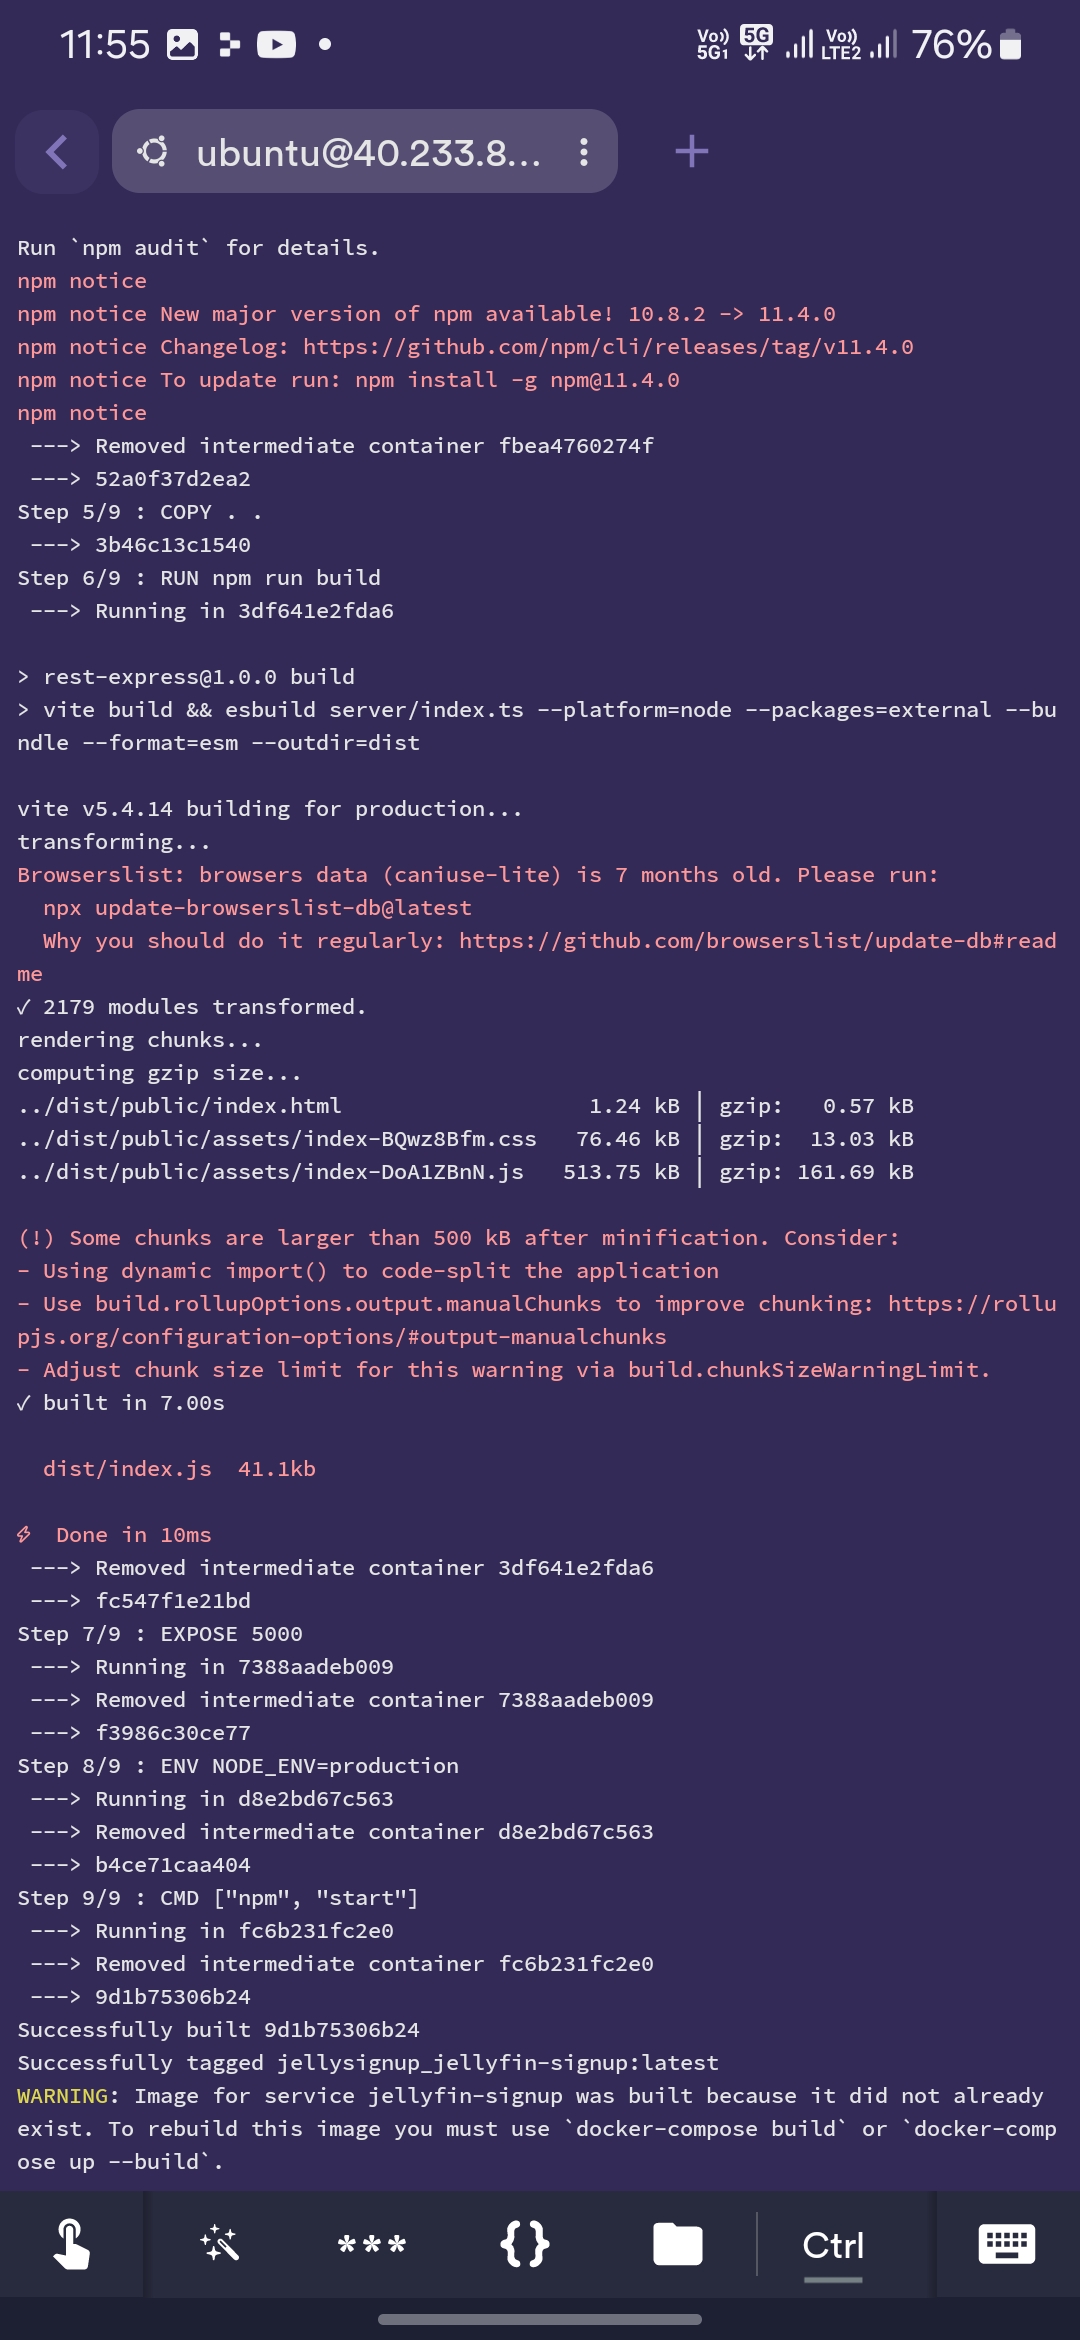 11:55
Vo)) 5G1 5G Vo)) LTE2 76%
ubuntu@40.233.8...
Run `npm audit` for details.
npm notice
npm notice New major version of npm available! 10.8.2 -> 11.4.0
npm notice Changelog: https://github.com/npm/cli/releases/tag/v11.4.0
npm notice To update run: npm install -g npm@11.4.0
npm notice
---> Removed intermediate container fbea4760274f
---> 52a0f37d2ea2
Step 5/9 : COPY . .
---> 3b46c13c1540
Step 6/9 : RUN npm run build
---> Running in 3df641e2fda6
> rest-express@1.0.0 build
> vite build && esbuild server/index.ts --platform=node --packages=external --bu
ndle --format=esm --outdir=dist
vite v5.4.14 building for production...
transforming...
Browserslist: browsers data (caniuse-lite) is 7 months old. Please run:
npx update-browserslist-db@latest
Why you should do it regularly: https://github.com/browserslist/update-db#read
me
✓ 2179 modules transformed.
rendering chunks...
computing gzip size...
../dist/public/index.html 1.24 kB │ gzip: 0.57 kB
../dist/public/assets/index-BQwz8Bfm.css 76.46 kB │ gzip: 13.03 kB
../dist/public/assets/index-DoA1ZBnN.js 513.75 kB │ gzip: 161.69 kB
(!) Some chunks are larger than 500 kB after minification. Consider:
- Using dynamic import() to code-split the application
- Use build.rollupOptions.output.manualChunks to improve chunking: https://rollu
pjs.org/configuration-options/#output-manualchunks
- Adjust chunk size limit for this warning via build.chunkSizeWarningLimit.
✓ built in 7.00s
dist/index.js 41.1kb
⚡ Done in 10ms
---> Removed intermediate container 3df641e2fda6
---> fc547f1e21bd
Step 7/9 : EXPOSE 5000
---> Running in 7388aadeb009
---> Removed intermediate container 7388aadeb009
---> f3986c30ce77
Step 8/9 : ENV NODE_ENV=production
---> Running in d8e2bd67c563
---> Removed intermediate container d8e2bd67c563
---> b4ce71caa404
Step 9/9 : CMD ["npm", "start"]
---> Running in fc6b231fc2e0
---> Removed intermediate container fc6b231fc2e0
---> 9d1b75306b24
Successfully built 9d1b75306b24
Successfully tagged jellysignup_jellyfin-signup:latest
WARNING: Image for service jellyfin-signup was built because it did not already
exist. To rebuild this image you must use `docker-compose build` or `docker-comp
ose up --build`.
*** {} Ctrl